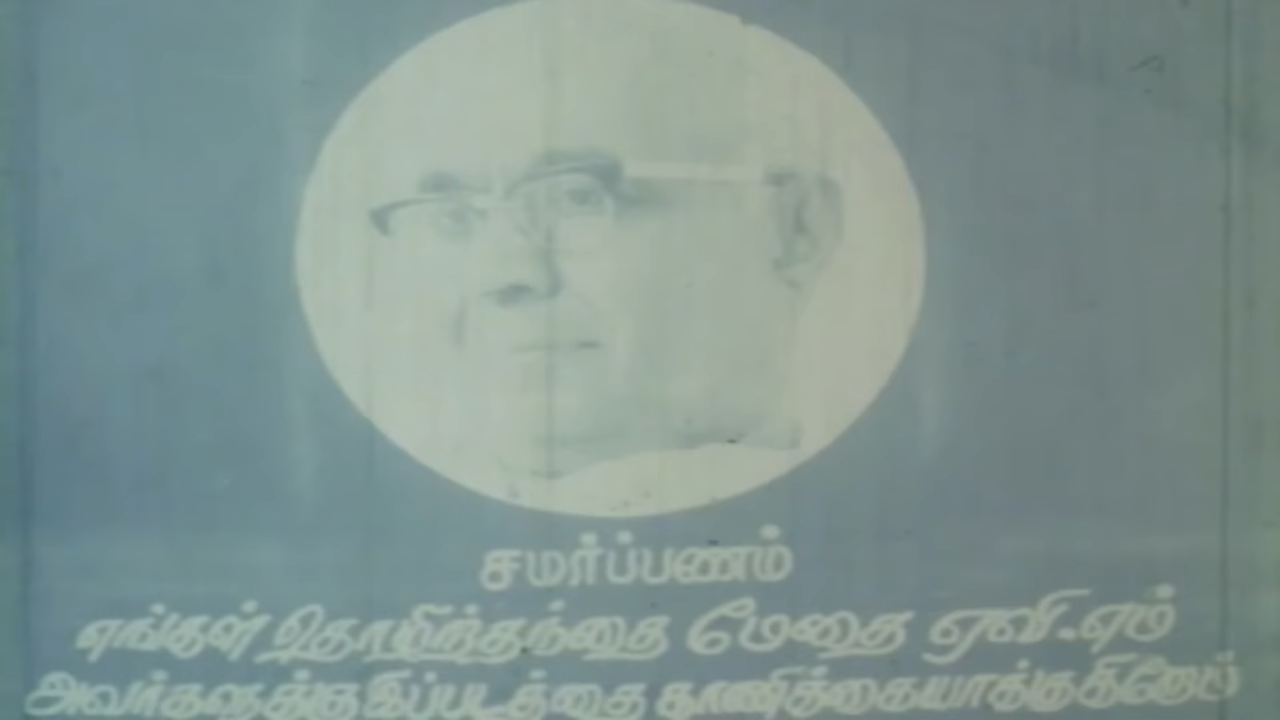 சமர்ப்பணம்
எங்கள் தொழிற்தந்தை மேதை ஏவி.எம்
அவர்களுக்கு இப்படத்தை காணிக்கையாக்குகிறோம்